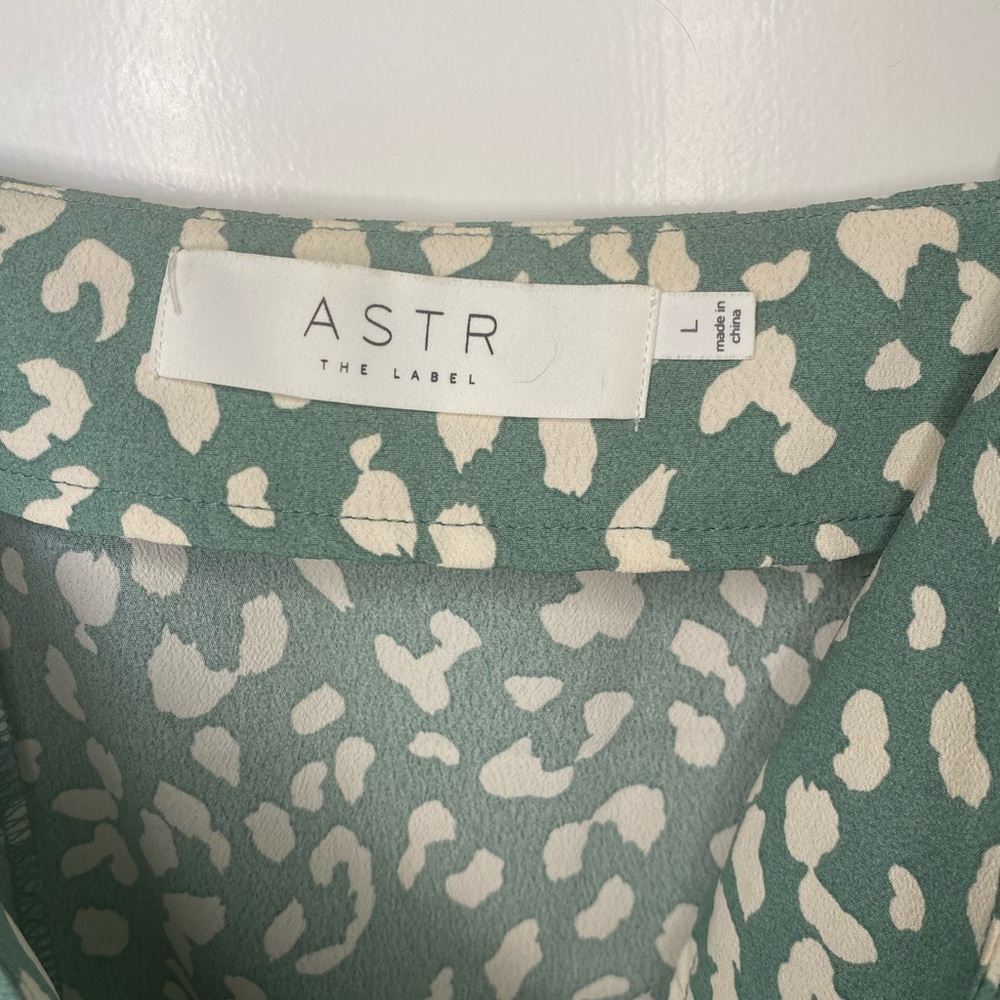 ASTR
THE LABEL
L
made in
china